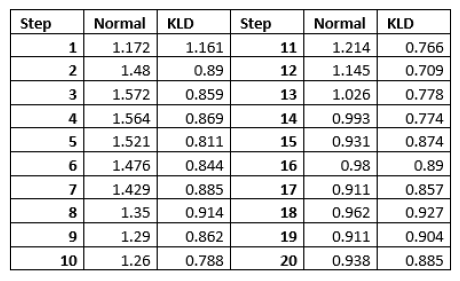 Step Normal KLD Step Normal KLD
1 1.172 1.161 11 1.214 0.766
2 1.48 0.89 12 1.145 0.709
3 1.572 0.859 13 1.026 0.778
4 1.564 0.869 14 0.993 0.774
5 1.521 0.811 15 0.931 0.874
6 1.476 0.844 16 0.98 0.89
7 1.429 0.885 17 0.911 0.857
8 1.35 0.914 18 0.962 0.927
9 1.29 0.862 19 0.911 0.904
10 1.26 0.788 20 0.938 0.885